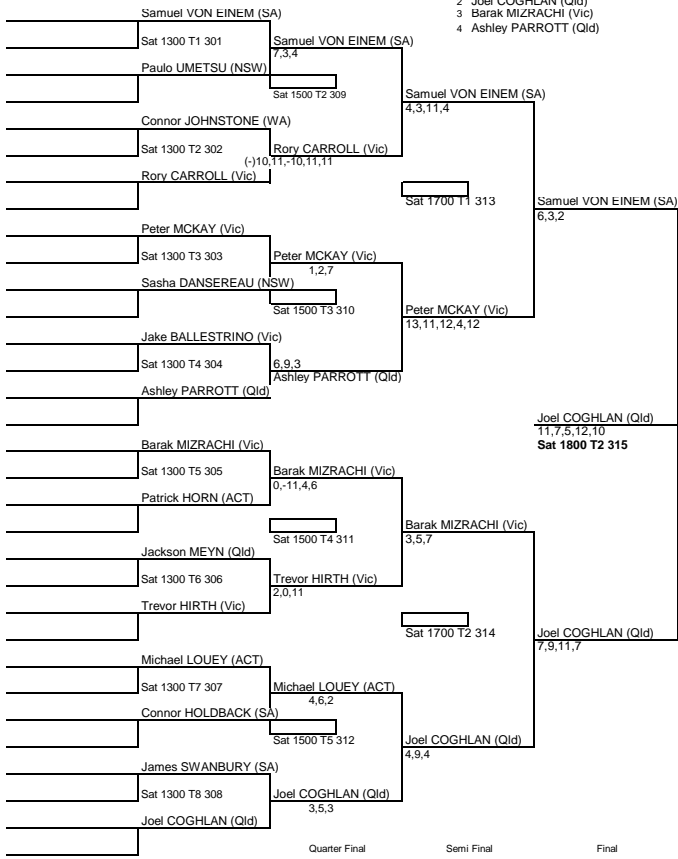 2 Joel COGHLAN (Qld)
3 Barak MIZRACHI (Vic)
4 Ashley PARROTT (Qld)
Samuel VON EINEM (SA)
Sat 1300 T1 301
Samuel VON EINEM (SA)
7,3,4
Paulo UMETSU (NSW)
Sat 1500 T2 309
Samuel VON EINEM (SA)
4,3,11,4
Connor JOHNSTONE (WA)
Sat 1300 T2 302
Rory CARROLL (Vic)
(-)10,11,-10,11,11
Rory CARROLL (Vic)
Sat 1700 T1 313
Samuel VON EINEM (SA)
6,3,2
Peter MCKAY (Vic)
Sat 1300 T3 303
Peter MCKAY (Vic)
1,2,7
Sasha DANSEREAU (NSW)
Sat 1500 T3 310
Peter MCKAY (Vic)
13,11,12,4,12
Jake BALLESTRINO (Vic)
Sat 1300 T4 304
6,9,3
Ashley PARROTT (Qld)
Ashley PARROTT (Qld)
Joel COGHLAN (Qld)
11,7,5,12,10
Sat 1800 T2 315
Barak MIZRACHI (Vic)
Sat 1300 T5 305
Barak MIZRACHI (Vic)
0,-11,4,6
Patrick HORN (ACT)
Sat 1500 T4 311
Barak MIZRACHI (Vic)
3,5,7
Jackson MEYN (Qld)
Sat 1300 T6 306
Trevor HIRTH (Vic)
2,0,11
Trevor HIRTH (Vic)
Sat 1700 T2 314
Joel COGHLAN (Qld)
7,9,11,7
Michael LOUEY (ACT)
Sat 1300 T7 307
Michael LOUEY (ACT)
4,6,2
Connor HOLDBACK (SA)
Sat 1500 T5 312
Joel COGHLAN (Qld)
4,9,4
James SWANBURY (SA)
Sat 1300 T8 308
Joel COGHLAN (Qld)
3,5,3
Joel COGHLAN (Qld)
Quarter Final
Semi Final
Final